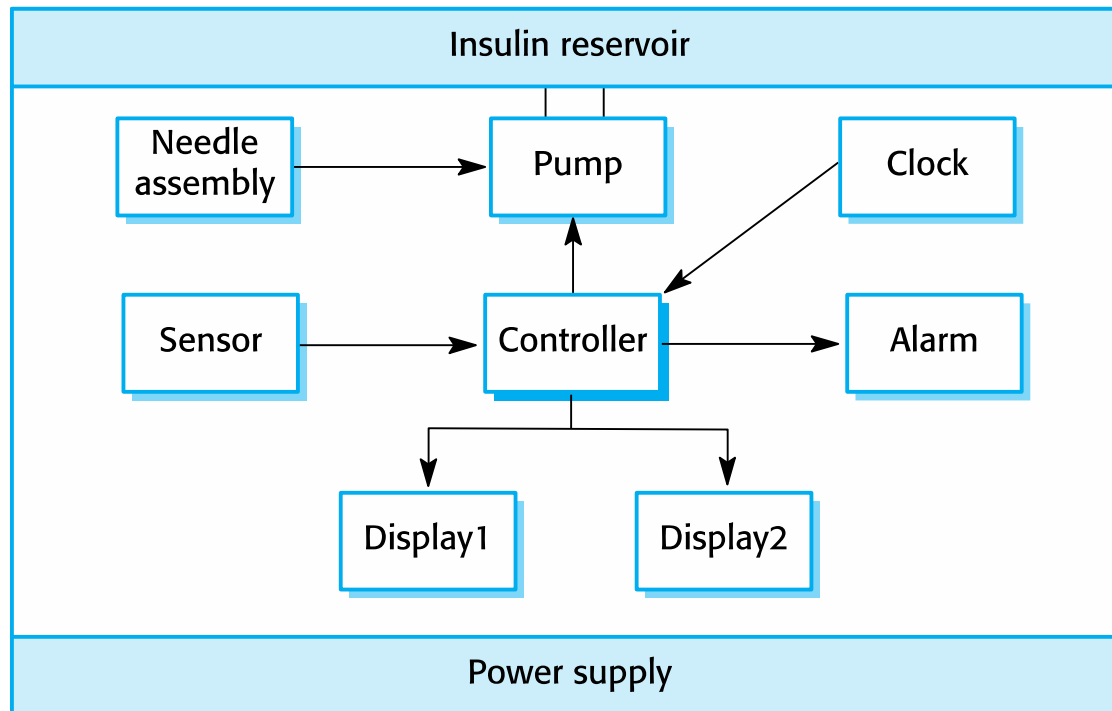 Insulin reservoir
Needle
assembly
Pump
Clock
Sensor
Controller
Alarm
Display1
Display2
Power supply